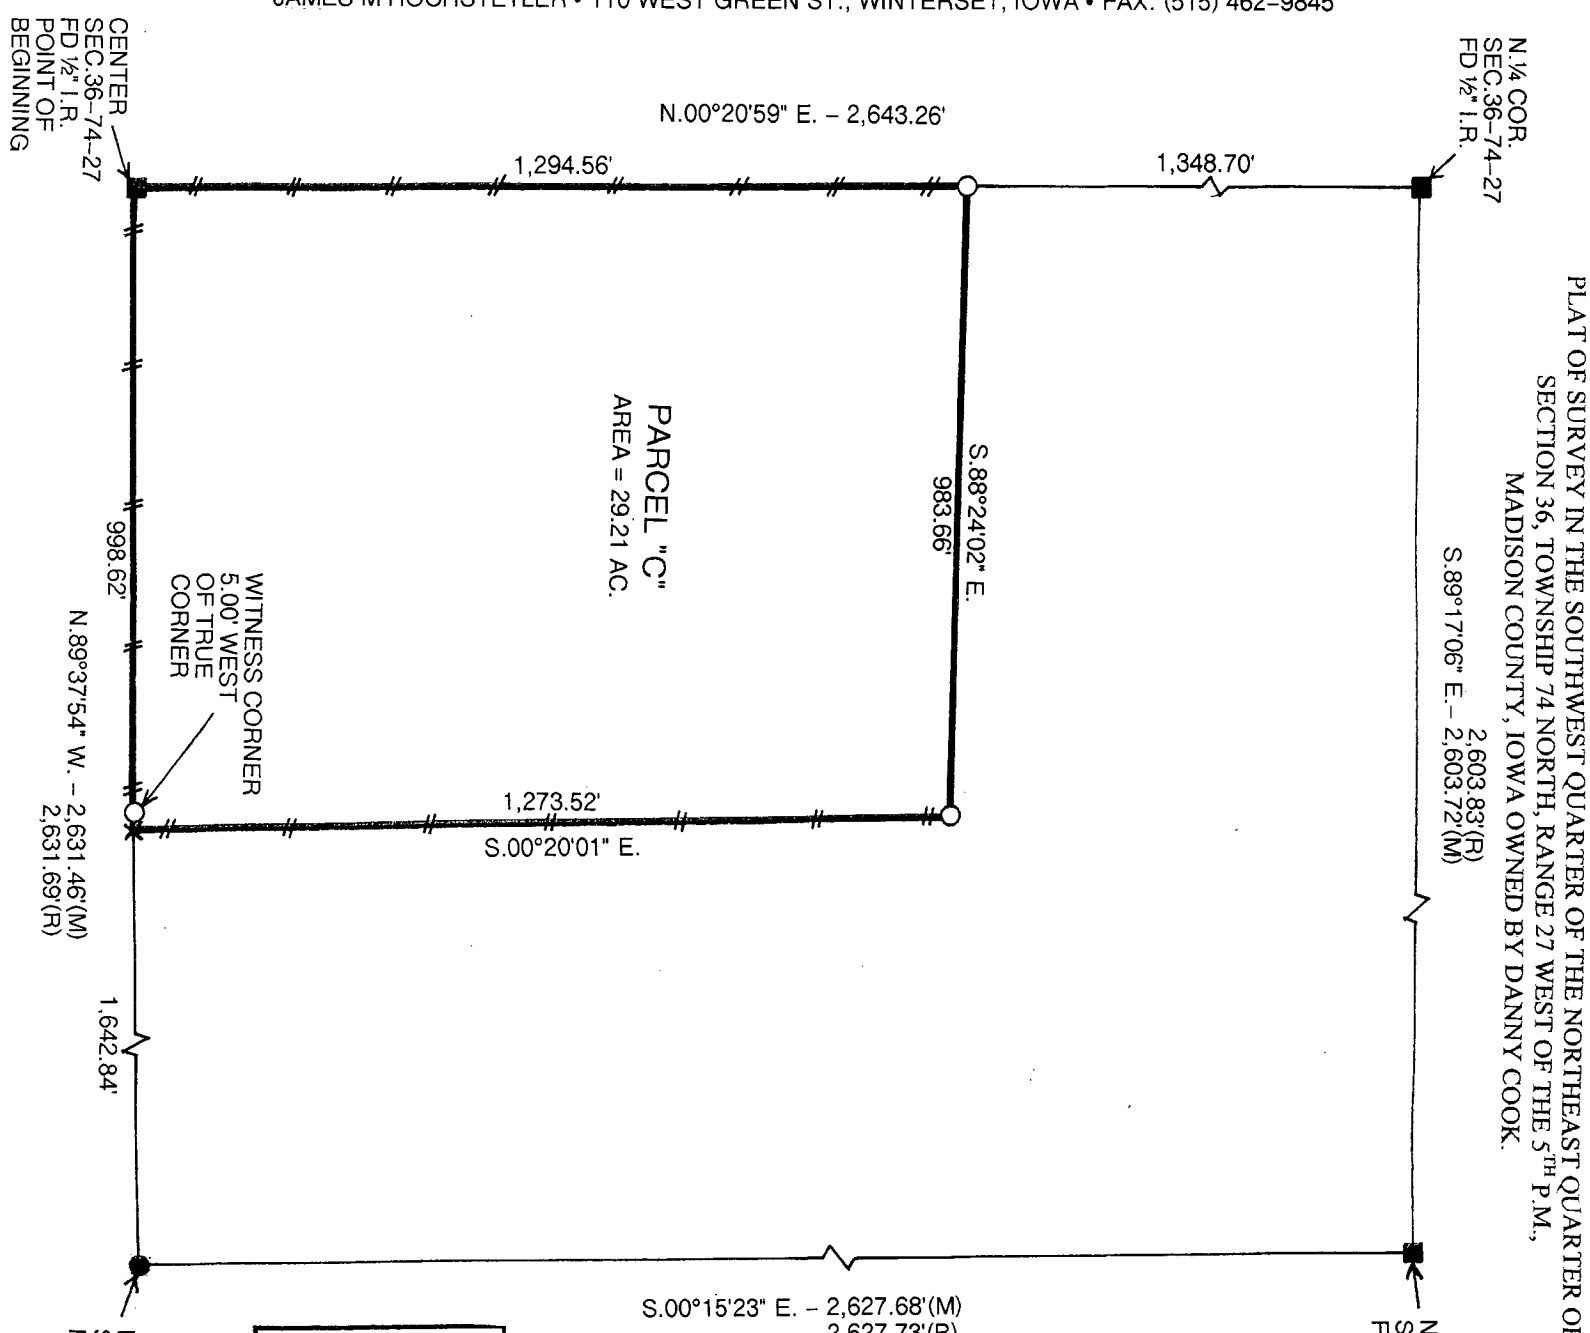 JAMES M HOCHSTETLER • 110 WEST GREEN ST., WINTERSET, IOWA • FAX: (515) 462-9845
PLAT OF SURVEY IN THE SOUTHWEST QUARTER OF THE NORTHEAST QUARTER OF
SECTION 36, TOWNSHIP 74 NORTH, RANGE 27 WEST OF THE 5TH P.M.,
MADISON COUNTY, IOWA OWNED BY DANNY COOK.
N.¼ COR.
SEC.36-74-27
FD ½" I.R.
2,603.83'(R)
S.89°17'06" E.- 2,603.72'(M)
N.00°20'59" E. - 2,643.26'
1,294.56'
1,348.70'
CENTER
SEC.36-74-27
FD ½" I.R.
POINT OF
BEGINNING
S.88°24'02" E.
983.66'
PARCEL "C"
AREA = 29.21 AC.
WITNESS CORNER
5.00' WEST
OF TRUE
CORNER
998.62'
1,273.52'
S.00°20'01" E.
N.89°37'54" W. - 2,631.46'(M)
2,631.69'(R)
1,642.84'
S.00°15'23" E. - 2,627.68'(M)
2,627.73'(R)